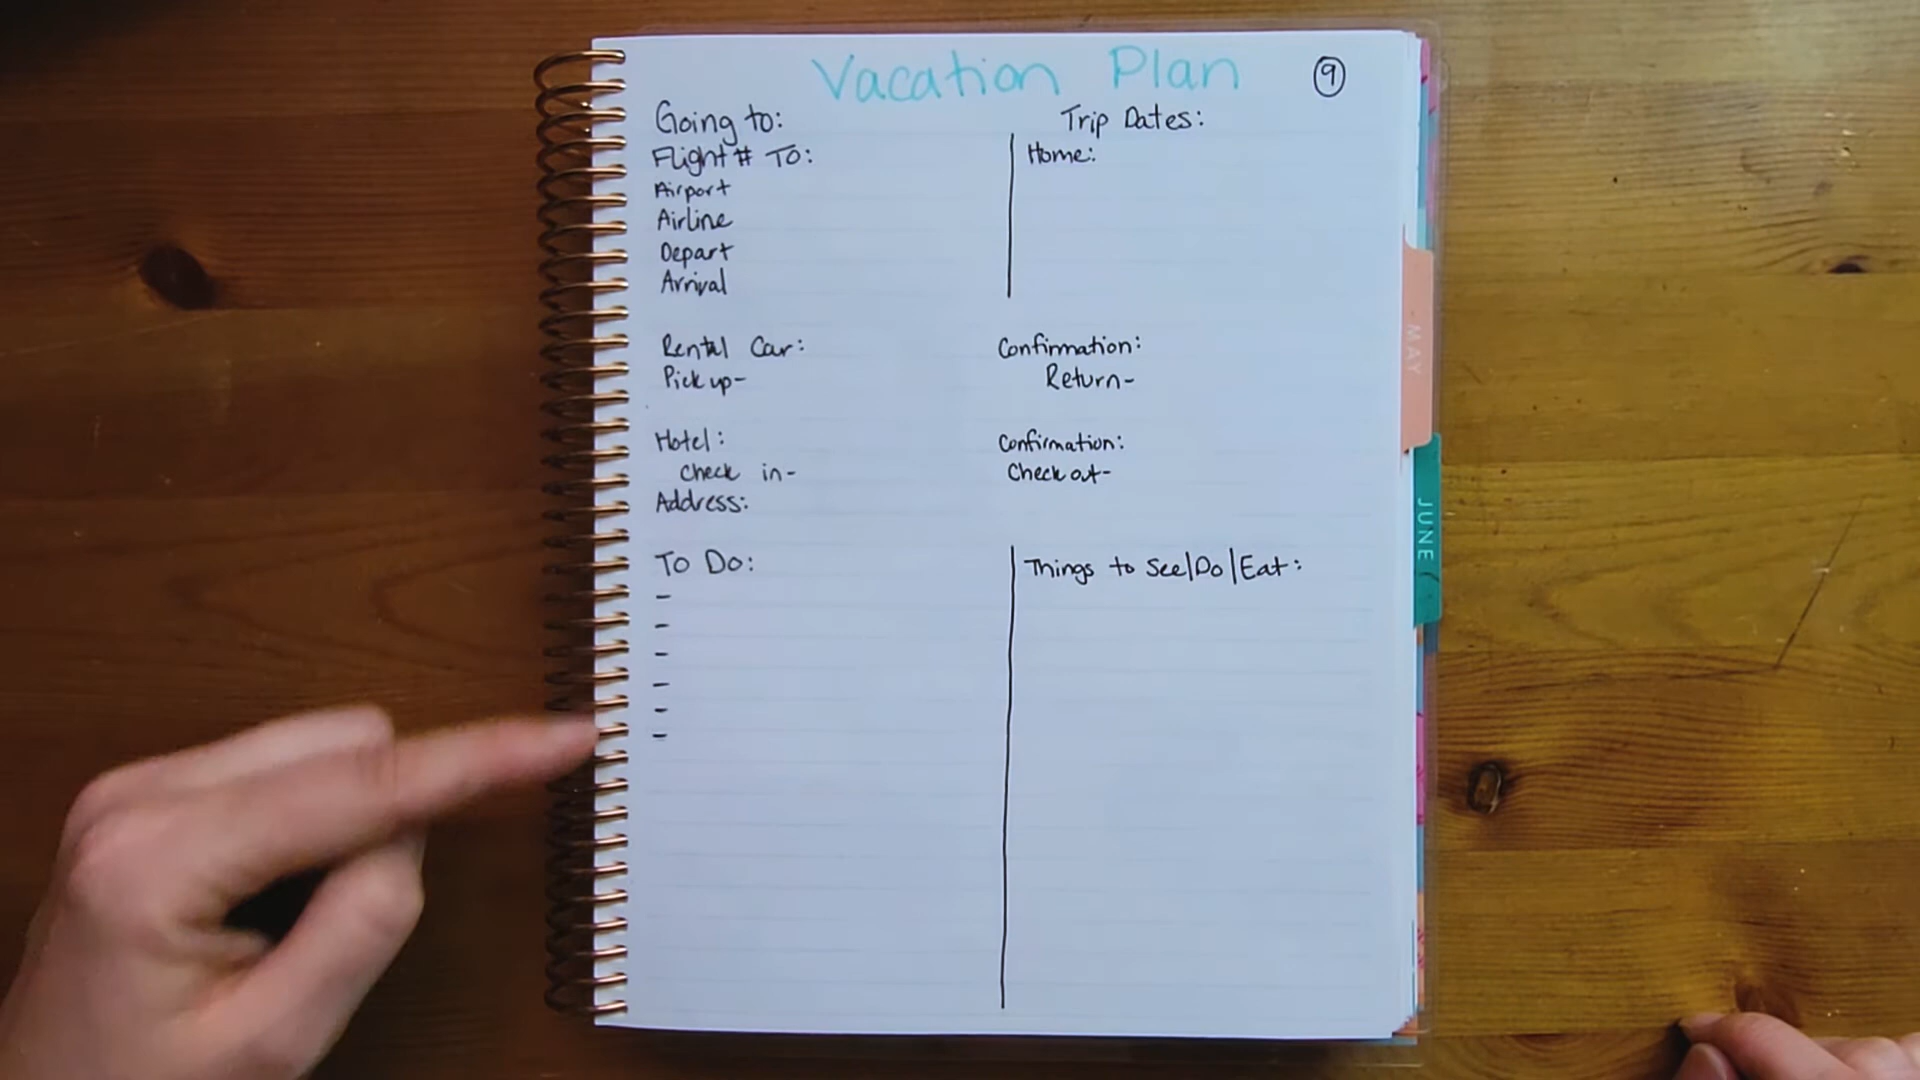 Vacation Plan 9
Going to: Trip Dates:
Flight # To: Home:
Airport
Airline
Depart
Arrival
Rental Car: Confirmation:
Pick up- Return-
Hotel: Confirmation:
Check in- Check out-
Address:
To Do: Things to See|Do|Eat:
-
-
-
-
-
-
MAY
JUNE